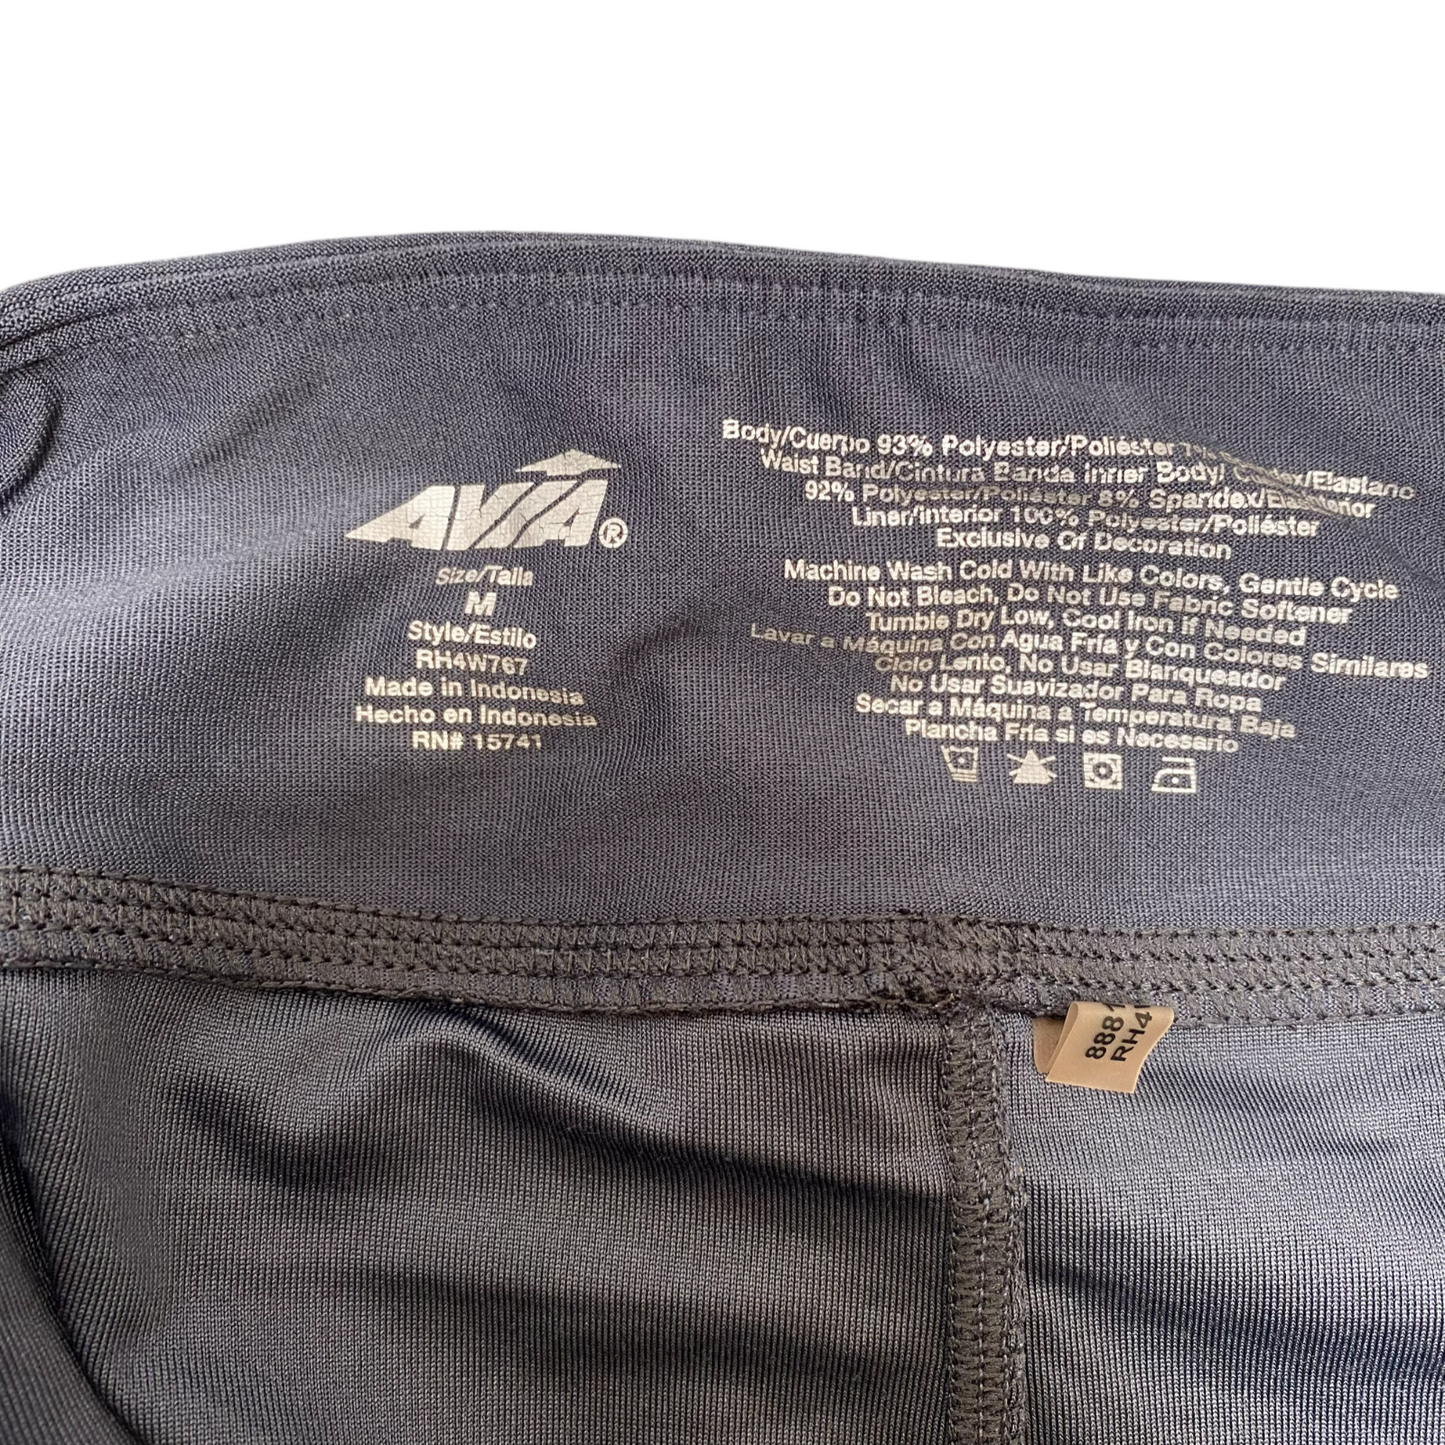 AVIA®
Size/Talla
M
Style/Estilo
RH4W767
Made in Indonesia
Hecho en Indonesia
RN# 15741
Body/Cuerpo 93% Polyester/Poliéster
Waist Band/Cintura Banda Inner Body/ /Elastano
92% Polyester/Poliéster 8% Spandex/
Liner/Interior 100% Polyester/Poliéster
Exclusive Of Decoration
Machine Wash Cold With Like Colors, Gentle Cycle
Do Not Bleach, Do Not Use Fabric Softener
Tumble Dry Low, Cool Iron if Needed
Lavar a Máquina Con Agua Fría y Con Colores Similares
Ciclo Lento, No Usar Blanqueador
No Usar Suavizador Para Ropa
Secar a Máquina a Temperatura Baja
Plancha Fría si es Necesario
8881
RH4